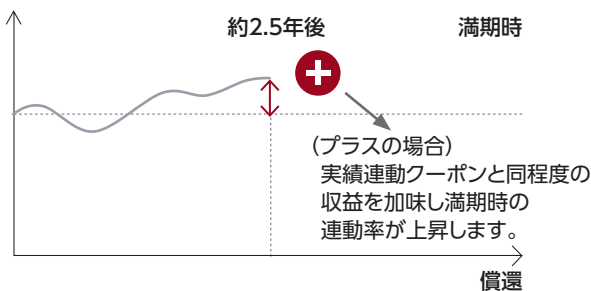 約2.5年後
満期時
(プラスの場合)
実績連動クーポンと同程度の
収益を加味し満期時の
連動率が上昇します。
償還